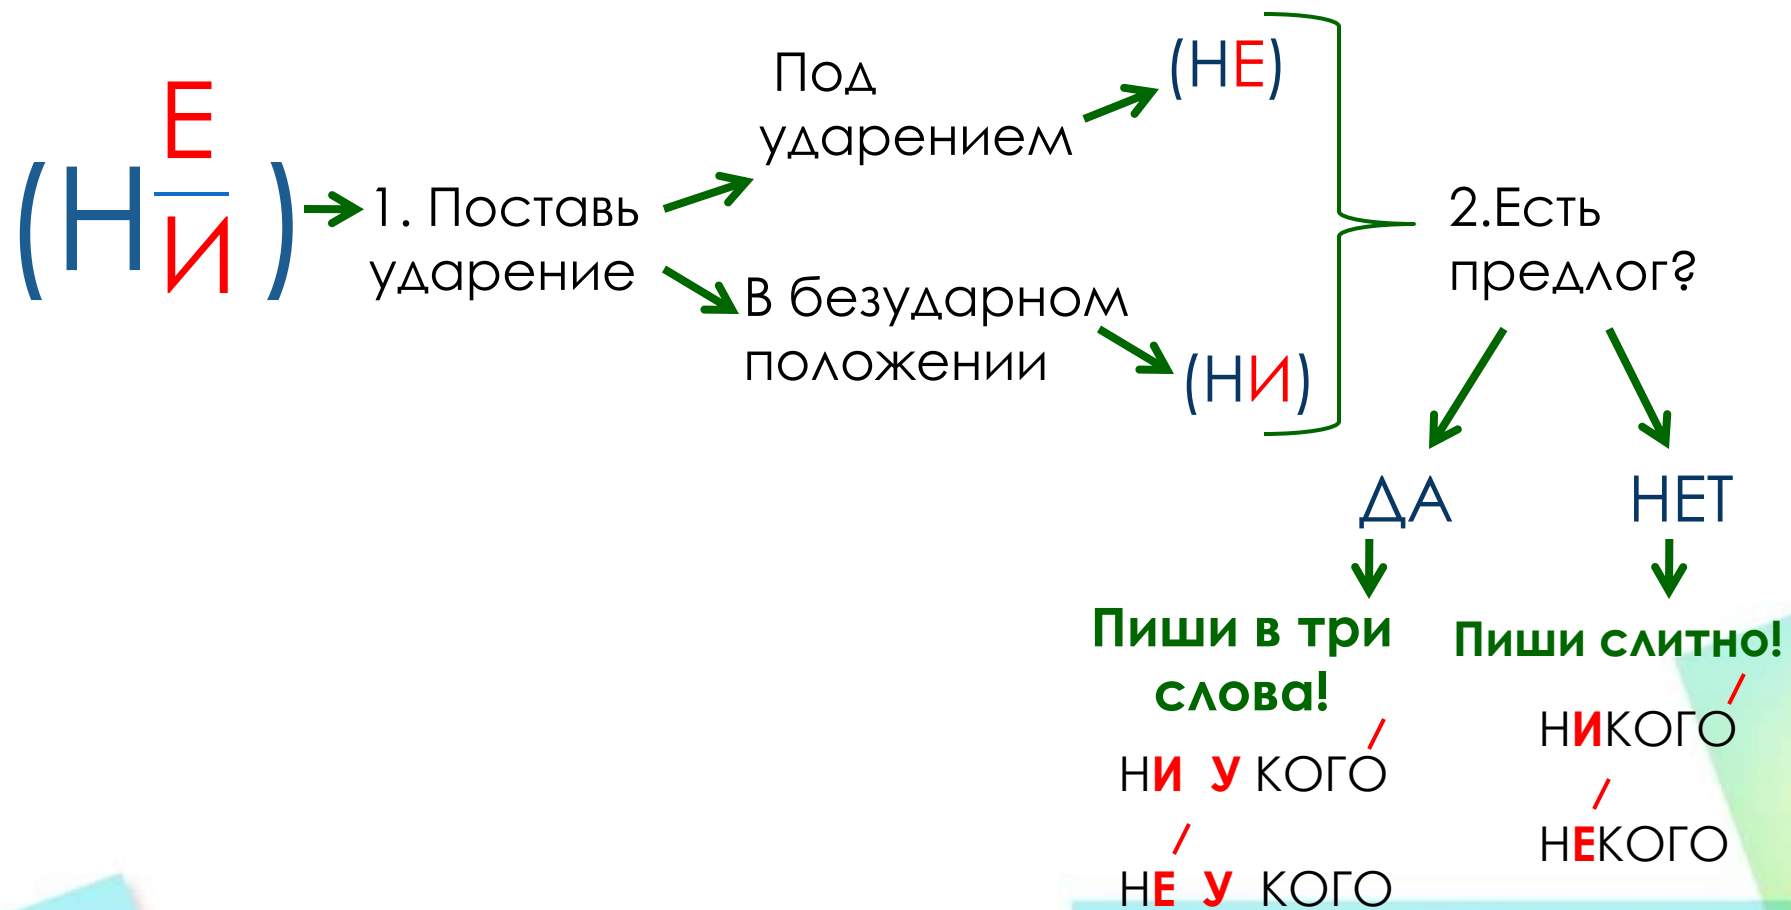 (Н Е
И )
1. Поставь
ударение
Под
ударением
(НЕ)
В безударном
положении
(НИ)
2.Есть
предлог?
ДА
НЕТ
Пиши в три
слова!
НИ У КОГО
НЕ У КОГО
Пиши слитно!
НИКОГО
НЕКОГО